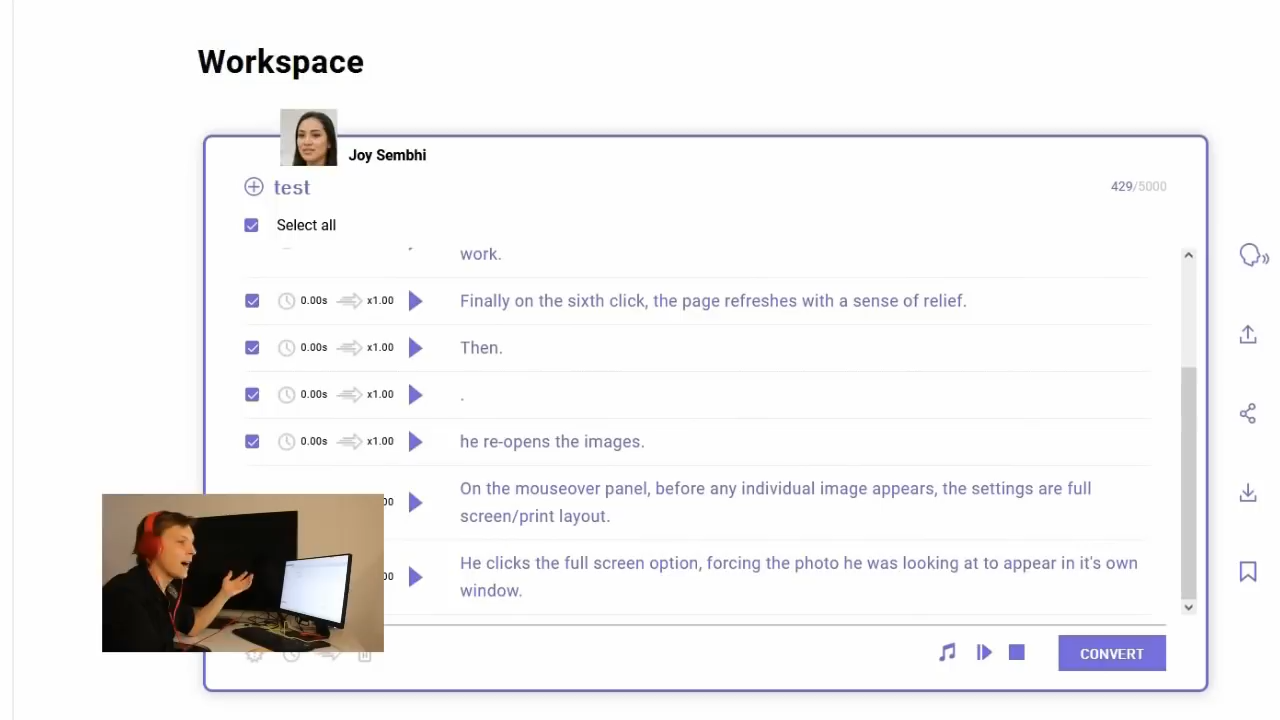 Workspace
Joy Sembhi
test
429/5000
Select all
work.
0.00s x1.00 Finally on the sixth click, the page refreshes with a sense of relief.
0.00s x1.00 Then.
0.00s x1.00 .
0.00s x1.00 he re-opens the images.
00 On the mouseover panel, before any individual image appears, the settings are full
screen/print layout.
00 He clicks the full screen option, forcing the photo he was looking at to appear in it's own
window.
CONVERT